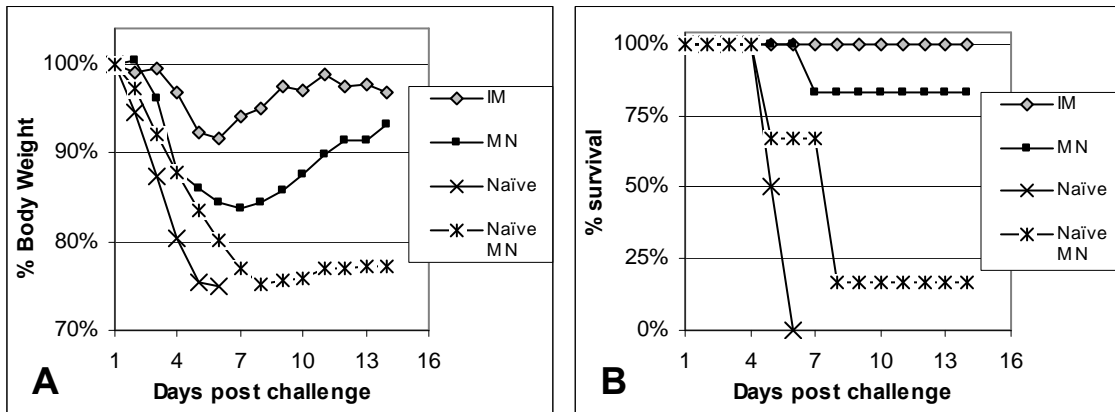 % Body Weight
100%
90%
80%
70%
1 4 7 10 13 16
Days post challenge
A
IM
MN
Naïve
Naïve
MN
% survival
100%
75%
50%
25%
0%
1 4 7 10 13 16
Days post challenge
B
IM
MN
Naïve
Naïve
MN